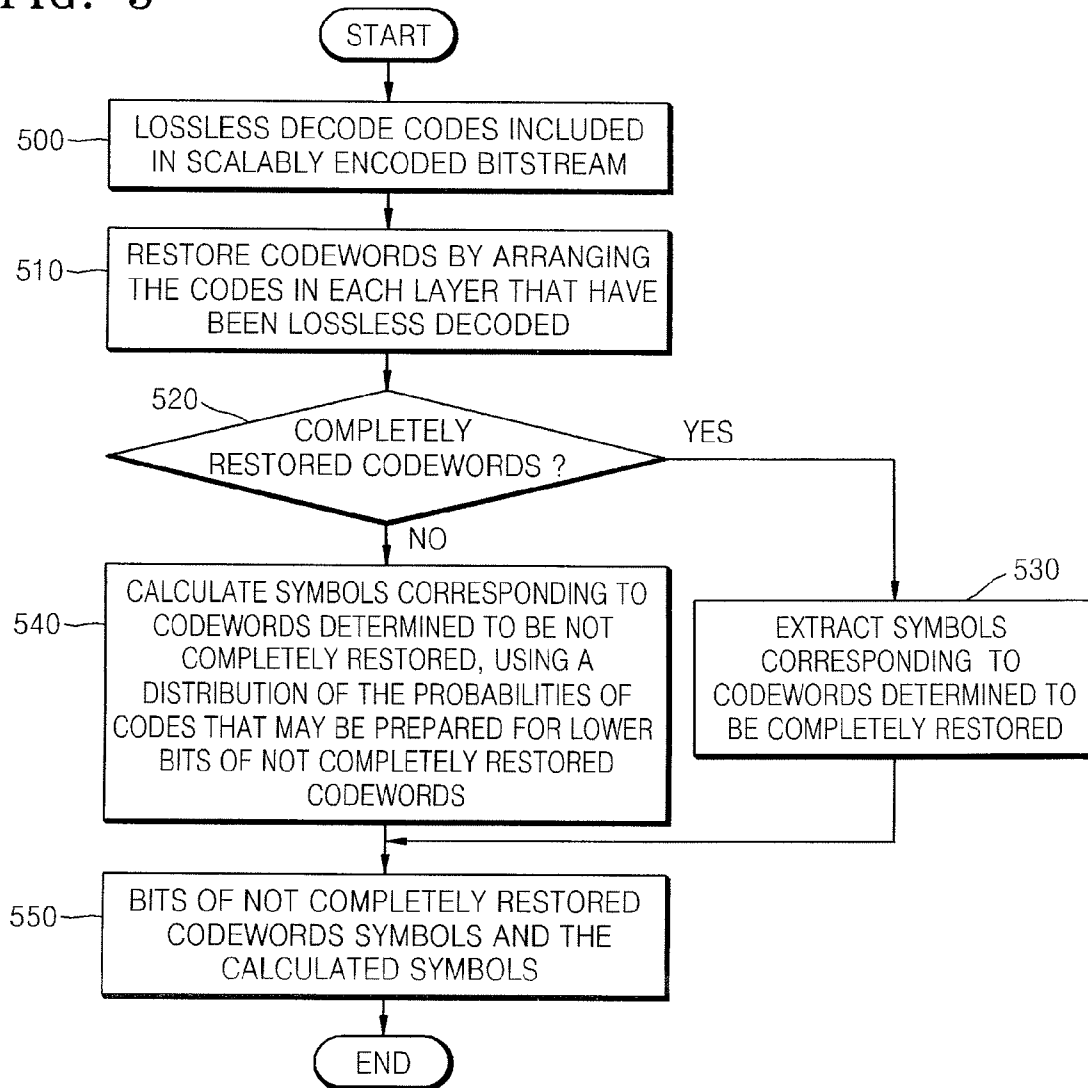 START
500
LOSSLESS DECODE CODES INCLUDED
IN SCALABLY ENCODED BITSTREAM
510
RESTORE CODEWORDS BY ARRANGING
THE CODES IN EACH LAYER THAT HAVE
BEEN LOSSLESS DECODED
520
COMPLETELY
RESTORED CODEWORDS ?
YES
NO
540
CALCULATE SYMBOLS CORRESPONDING TO
CODEWORDS DETERMINED TO BE NOT
COMPLETELY RESTORED, USING A
DISTRIBUTION OF THE PROBABILITIES OF
CODES THAT MAY BE PREPARED FOR LOWER
BITS OF NOT COMPLETELY RESTORED
CODEWORDS
530
EXTRACT SYMBOLS
CORRESPONDING TO
CODEWORDS DETERMINED TO
BE COMPLETELY RESTORED
550
BITS OF NOT COMPLETELY RESTORED
CODEWORDS SYMBOLS AND THE
CALCULATED SYMBOLS
END